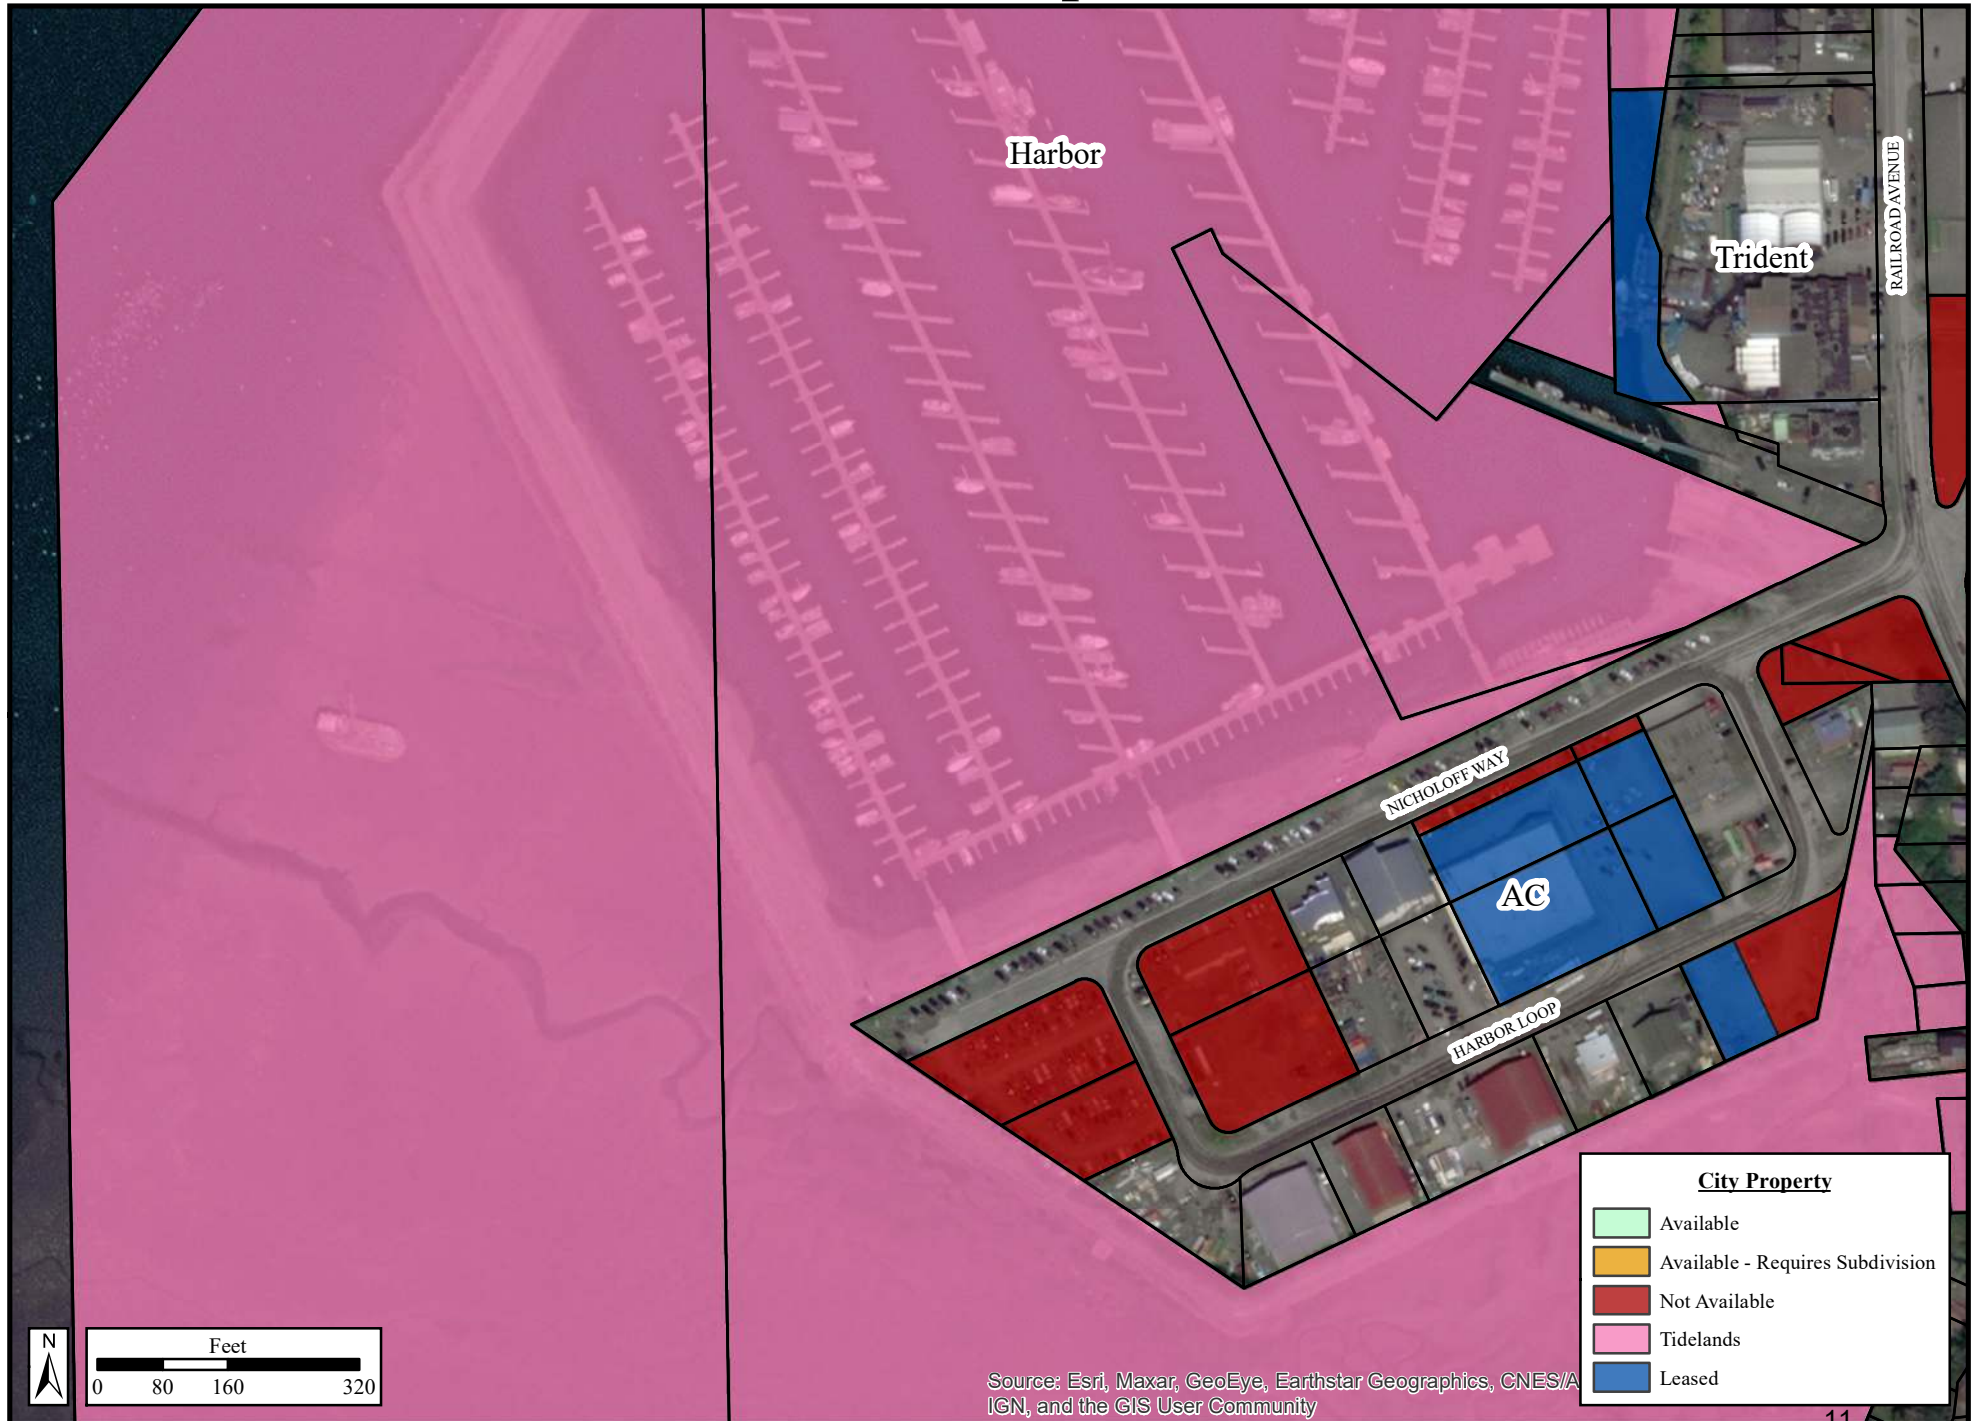 Harbor
Trident
RAILROAD AVENUE
NICHOLOFF WAY
AC
HARBOR LOOP
City Property
Available
Available - Requires Subdivision
Not Available
Tidelands
Leased
N
Feet
0 80 160 320
Source: Esri, Maxar, GeoEye, Earthstar Geographics, CNES/A
IGN, and the GIS User Community
11